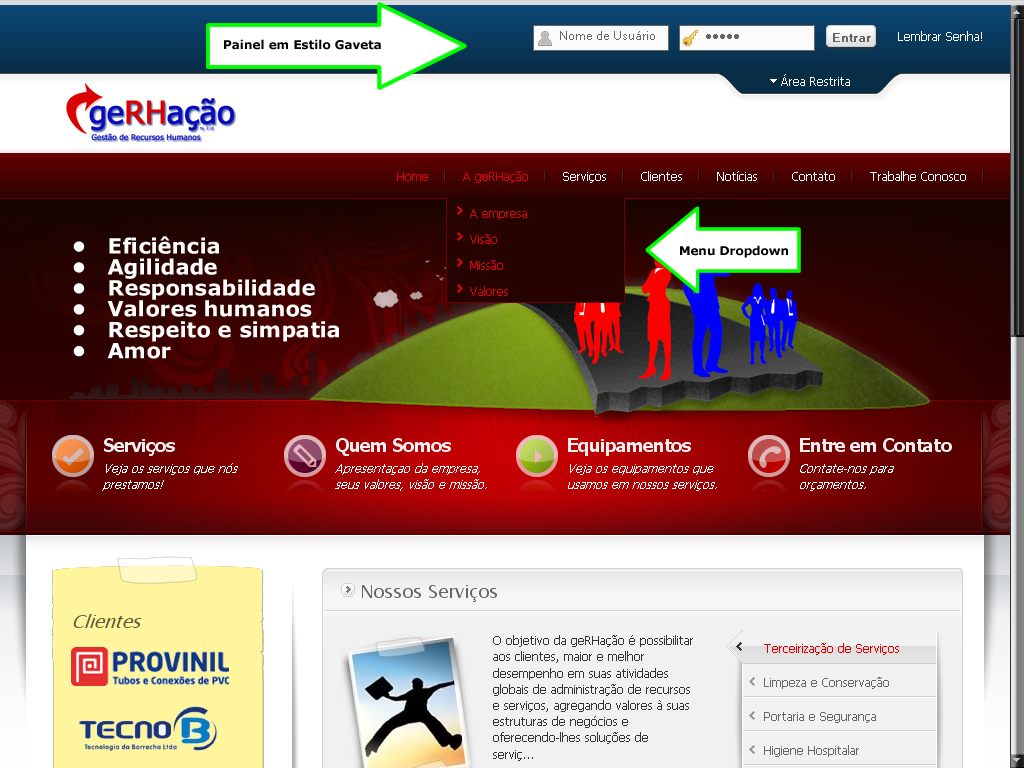 Painel em Estilo Gaveta
Nome de Usuário
•••••
Entrar
Lembrar Senha!
Área Restrita
geRHação
Gestão de Recursos Humanos
Home
A geRHação
Serviços
Clientes
Notícias
Contato
Trabalhe Conosco
A empresa
Visão
Missão
Valores
Menu Dropdown
• Eficiência
• Agilidade
• Responsabilidade
• Valores humanos
• Respeito e simpatia
• Amor
Serviços
Veja os serviços que nós
prestamos!
Quem Somos
Apresentaçao da empresa,
seus valores, visão e missão.
Equipamentos
Veja os equipamentos que
usamos em nossos serviços.
Entre em Contato
Contate-nos para
orçamentos.
Clientes
PROVINIL
Tubos e Conexões de PVC
TECNO B
Tecnologia da Borracha Ltda
Nossos Serviços
O objetivo da geRHação é possibilitar
aos clientes, maior e melhor
desempenho em suas atividades
globais de administração de recursos
e serviços, agregando valores à suas
estruturas de negócios e
oferecendo-lhes soluções de
serviç...
Terceirização de Serviços
Limpeza e Conservação
Portaria e Segurança
Higiene Hospitalar